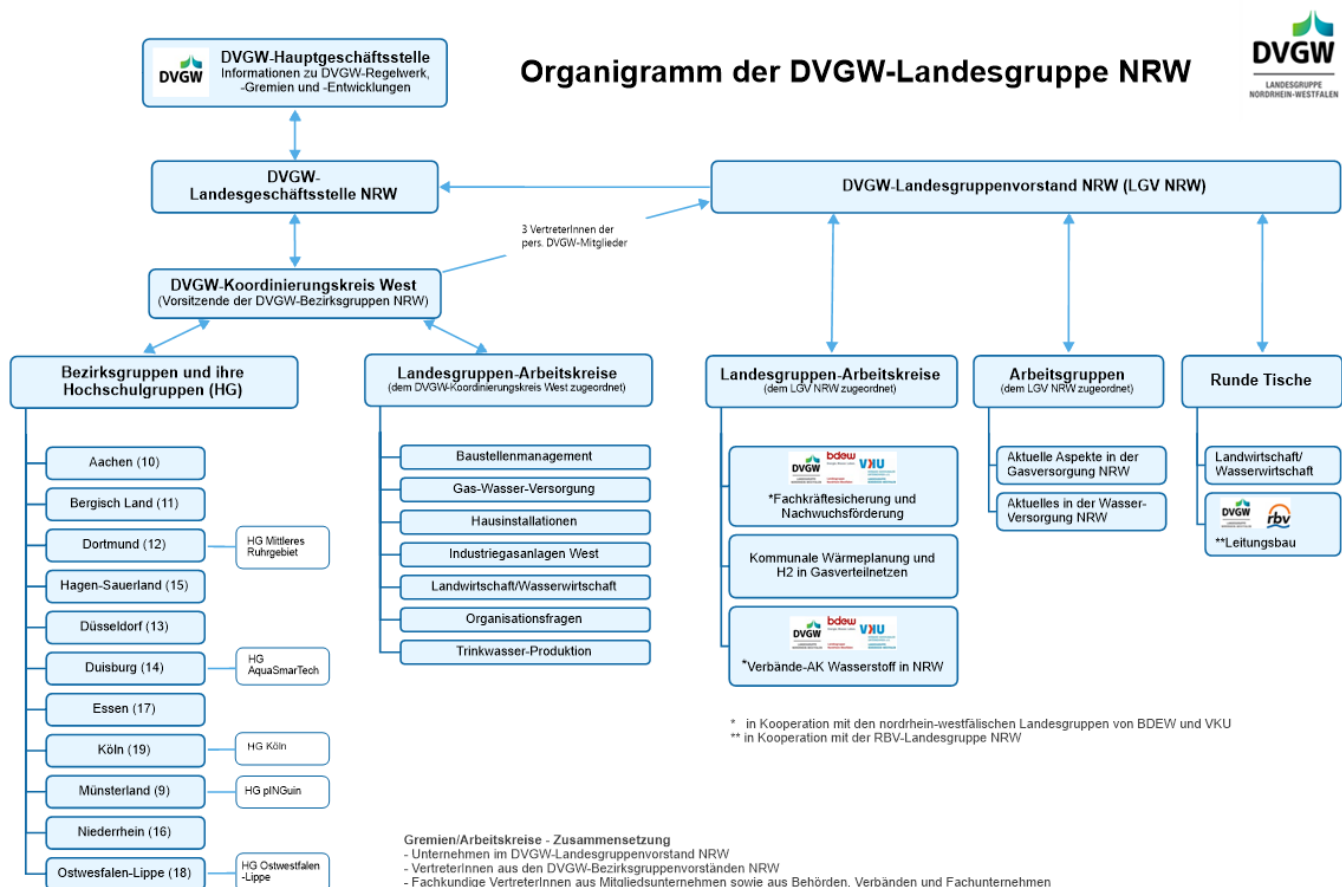 Organigramm der DVGW-Landesgruppe NRW
DVGW
LANDESGRUPPE
NORDRHEIN-WESTFALEN
DVGW
DVGW-Hauptgeschäftsstelle
Informationen zu DVGW-Regelwerk,
-Gremien und -Entwicklungen
DVGW-
Landesgeschäftsstelle NRW
DVGW-Landesgruppenvorstand NRW (LGV NRW)
3 VertreterInnen der
pers. DVGW-Mitglieder
DVGW-Koordinierungskreis West
(Vorsitzende der DVGW-Bezirksgruppen NRW)
Bezirksgruppen und ihre
Hochschulgruppen (HG)
Aachen (10)
Bergisch Land (11)
Dortmund (12)
HG Mittleres
Ruhrgebiet
Hagen-Sauerland (15)
Düsseldorf (13)
Duisburg (14)
HG
AquaSmarTech
Essen (17)
Köln (19)
HG Köln
Münsterland (9)
HG pINGuin
Niederrhein (16)
Ostwesfalen-Lippe (18)
HG Ostwestfalen
-Lippe
Landesgruppen-Arbeitskreise
(dem DVGW-Koordinierungskreis West zugeordnet)
Baustellenmanagement
Gas-Wasser-Versorgung
Hausinstallationen
Industriegasanlagen West
Landwirtschaft/Wasserwirtschaft
Organisationsfragen
Trinkwasser-Produktion
Landesgruppen-Arbeitskreise
(dem LGV NRW zugeordnet)
DVGW bdew VKU
*Fachkräftesicherung und
Nachwuchsförderung
Kommunale Wärmeplanung und
H2 in Gasverteilnetzen
DVGW bdew VKU
*Verbände-AK Wasserstoff in NRW
Arbeitsgruppen
(dem LGV NRW zugeordnet)
Aktuelle Aspekte in der
Gasversorgung NRW
Aktuelles in der Wasser-
Versorgung NRW
Runde Tische
Landwirtschaft/
Wasserwirtschaft
DVGW rbv
**Leitungsbau
* in Kooperation mit den nordrhein-westfälischen Landesgruppen von BDEW und VKU
** in Kooperation mit der RBV-Landesgruppe NRW
Gremien/Arbeitskreise - Zusammensetzung
- Unternehmen im DVGW-Landesgruppenvorstand NRW
- VertreterInnen aus den DVGW-Bezirksgruppenvorständen NRW
- Fachkundige VertreterInnen aus Mitgliedsunternehmen sowie aus Behörden, Verbänden und Fachunternehmen